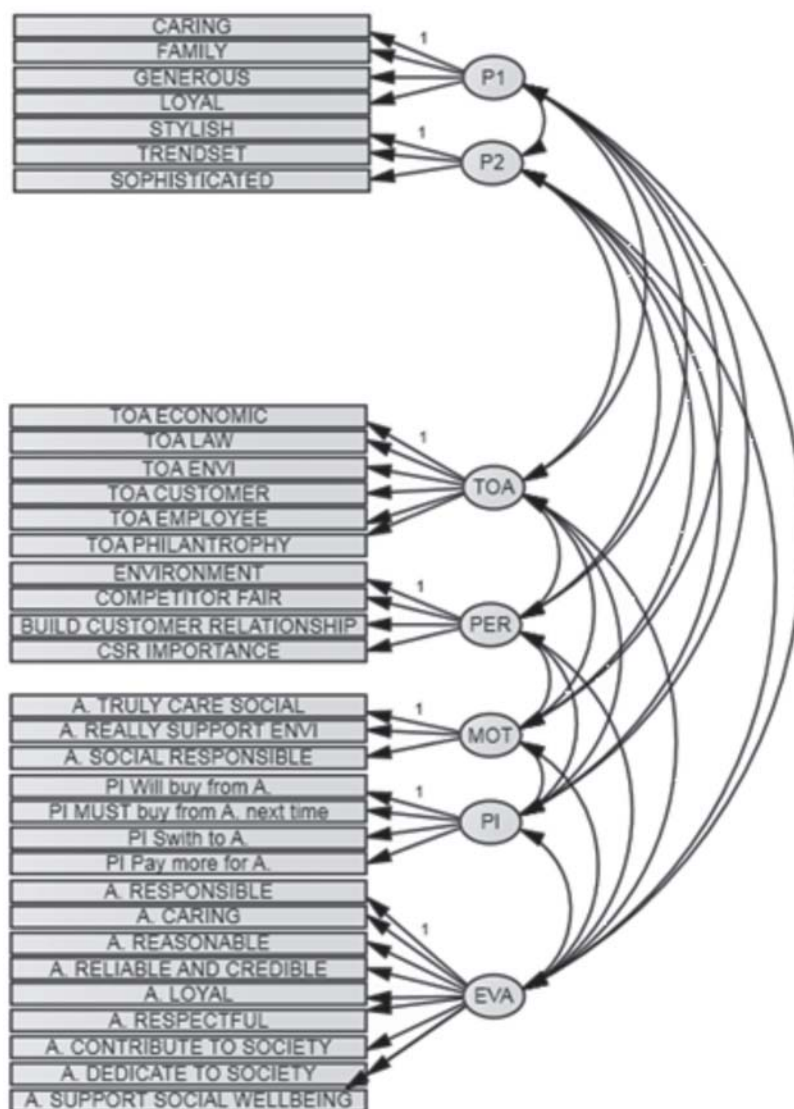 CARING
1
FAMILY
GENEROUS
P1
LOYAL
STYLISH
1
TRENDSET
P2
SOPHISTICATED
TOA ECONOMIC
1
TOA LAW
TOA ENVI
TOA CUSTOMER
TOA
TOA EMPLOYEE
TOA PHILANTROPHY
ENVIRONMENT
1
COMPETITOR FAIR
BUILD CUSTOMER RELATIONSHIP
PER
CSR IMPORTANCE
A. TRULY CARE SOCIAL
1
A. REALLY SUPPORT ENVI
MOT
A. SOCIAL RESPONSIBLE
PI Will buy from A.
1
PI MUST buy from A. next time
PI
PI Swith to A.
PI Pay more for A.
A. RESPONSIBLE
A. CARING
1
A. REASONABLE
A. RELIABLE AND CREDIBLE
A. LOYAL
EVA
A. RESPECTFUL
A. CONTRIBUTE TO SOCIETY
A. DEDICATE TO SOCIETY
A. SUPPORT SOCIAL WELLBEING